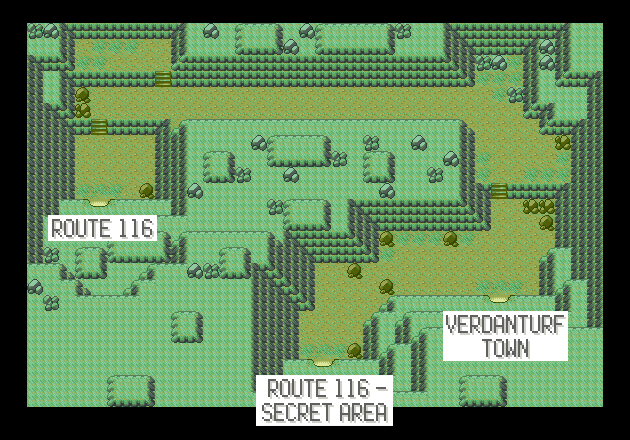 ROUTE 116
VERDANTURF
TOWN
ROUTE 116 -
SECRET AREA